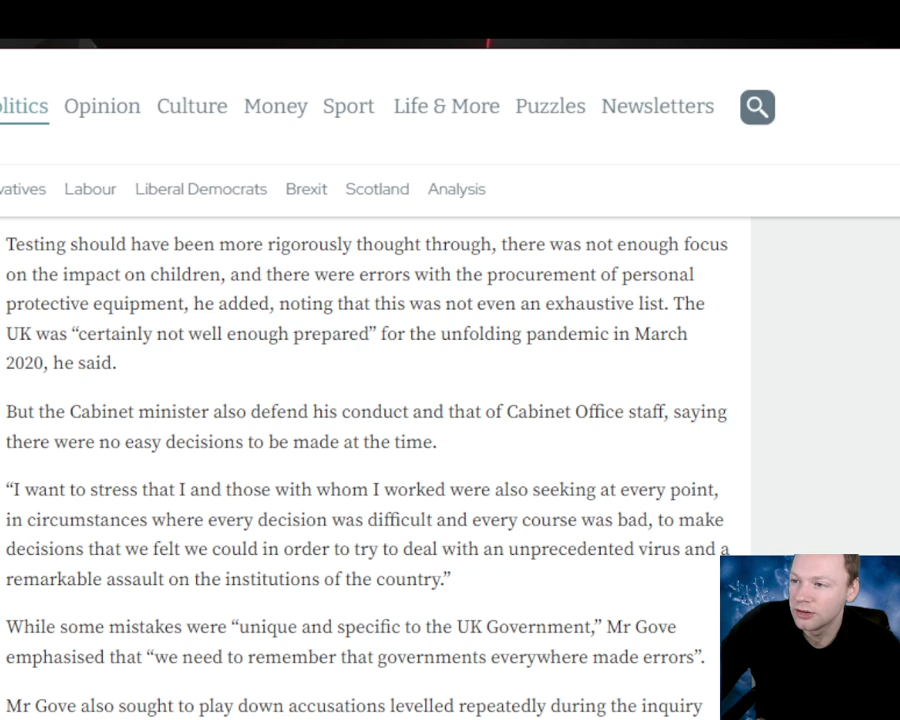 Opinion Culture Money Sport Life & More Puzzles Newsletters
Labour Liberal Democrats Brexit Scotland Analysis
Testing should have been more rigorously thought through, there was not enough focus
on the impact on children, and there were errors with the procurement of personal
protective equipment, he added, noting that this was not even an exhaustive list. The
UK was “certainly not well enough prepared” for the unfolding pandemic in March
2020, he said.
But the Cabinet minister also defend his conduct and that of Cabinet Office staff, saying
there were no easy decisions to be made at the time.
“I want to stress that I and those with whom I worked were also seeking at every point,
in circumstances where every decision was difficult and every course was bad, to make
decisions that we felt we could in order to try to deal with an unprecedented virus and a
remarkable assault on the institutions of the country.”
While some mistakes were “unique and specific to the UK Government,” Mr Gove
emphasised that “we need to remember that governments everywhere made errors”.
Mr Gove also sought to play down accusations levelled repeatedly during the inquiry